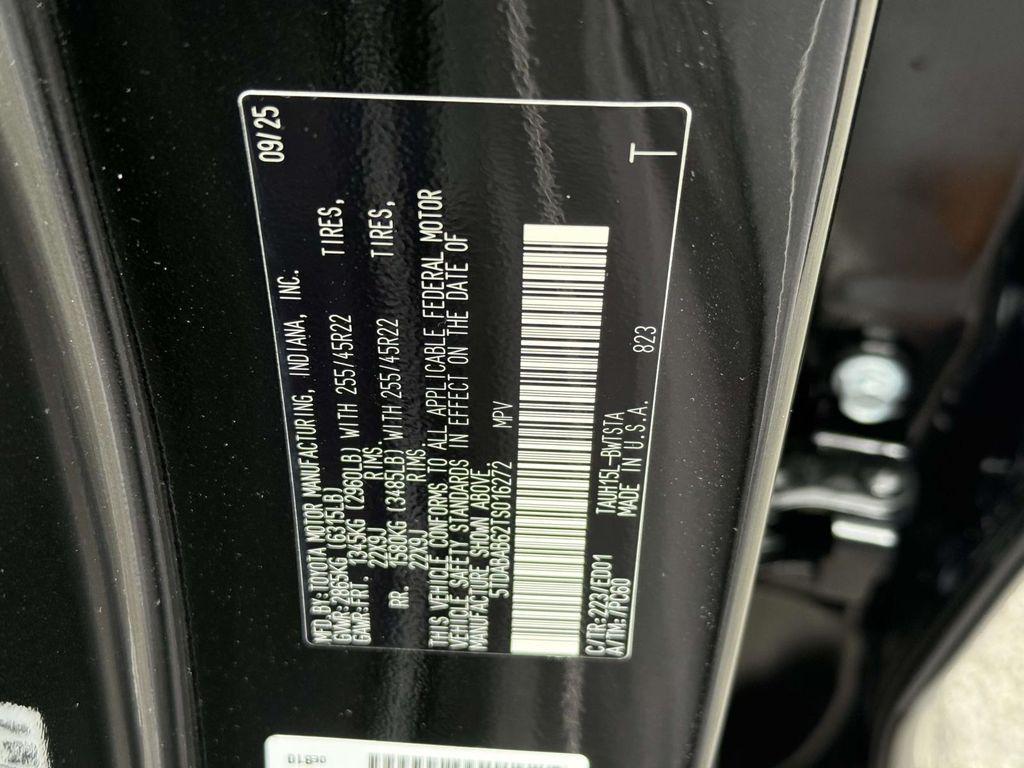 MFD. BY: TOYOTA MOTOR MANUFACTURING, INDIANA, INC. 09/25
GVWR: 2865KG (6315LB)
GAWR: FRT 1345KG (2960LB) WITH 255/45R22 TIRES,
22X9J RIMS,
RR. 1580KG (3485LB) WITH 255/45R22 TIRES,
22X9J RIMS
THIS VEHICLE CONFORMS TO ALL APPLICABLE FEDERAL MOTOR
VEHICLE SAFETY STANDARDS IN EFFECT ON THE DATE OF
MANUFACTURE SHOWN ABOVE.
5TDABAB62TS016272 MPV
C/TR: 223/ED01 TAUH15L-BWTSTA
A/TM: /PC60 MADE IN U.S.A. 823
T